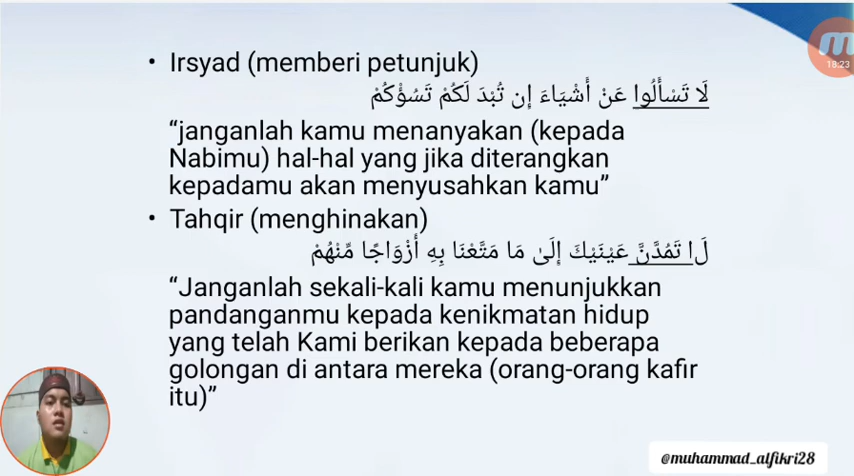 • Irsyad (memberi petunjuk)
لَا تَسْأَلُوا عَنْ أَشْيَاءَ إِن تُبْدَ لَكُمْ تَسُؤْكُمْ
“janganlah kamu menanyakan (kepada
Nabimu) hal-hal yang jika diterangkan
kepadamu akan menyusahkan kamu”
• Tahqir (menghinakan)
لَا تَمُدَّنَّ عَيْنَيْكَ إِلَىٰ مَا مَتَّعْنَا بِهِ أَزْوَاجًا مِّنْهُمْ
“Janganlah sekali-kali kamu menunjukkan
pandanganmu kepada kenikmatan hidup
yang telah Kami berikan kepada beberapa
golongan di antara mereka (orang-orang kafir
itu)”
18:23
@muhammad_alfikri28